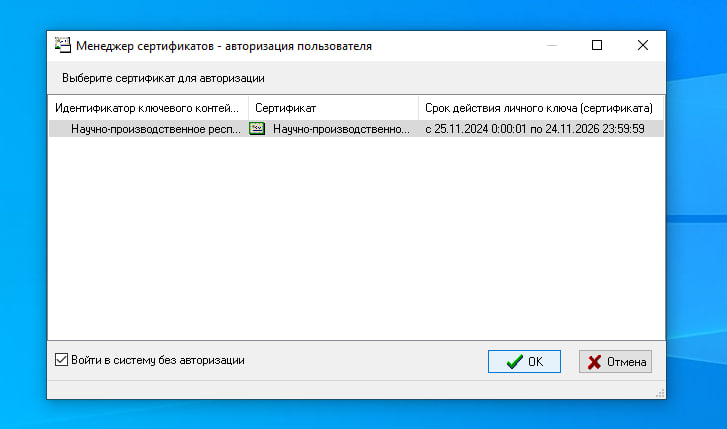 Менеджер сертификатов - авторизация пользователя
Выберите сертификат для авторизации
Идентификатор ключевого контей... Сертификат Срок действия личного ключа (сертификата)
Научно-производственное респ... Научно-производственно... с 25.11.2024 0:00:01 по 24.11.2026 23:59:59
Войти в систему без авторизации OK Отмена